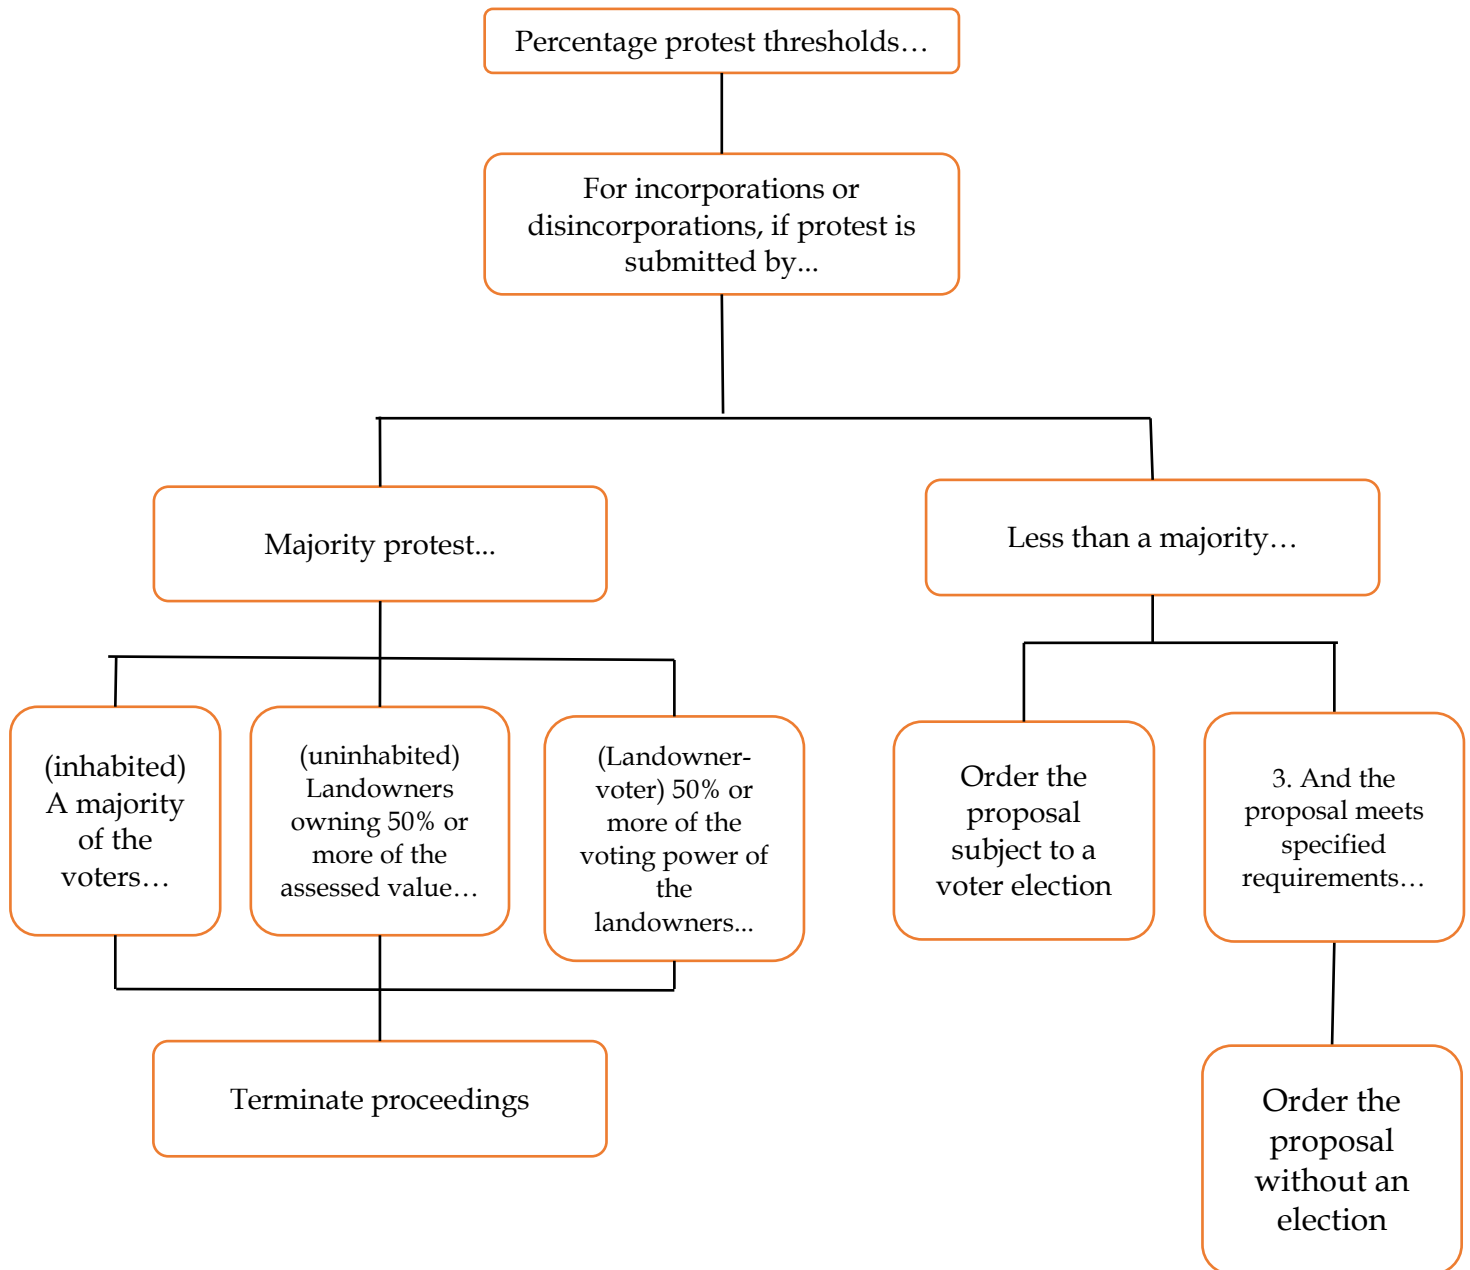 Percentage protest thresholds…
For incorporations or
disincorporations, if protest is
submitted by...
Majority protest...
Less than a majority…
(inhabited)
A majority
of the
voters…
(uninhabited)
Landowners
owning 50% or
more of the
assessed value…
(Landowner-
voter) 50% or
more of the
voting power of
the
landowners...
Order the
proposal
subject to a
voter election
3. And the
proposal meets
specified
requirements…
Terminate proceedings
Order the
proposal
without an
election